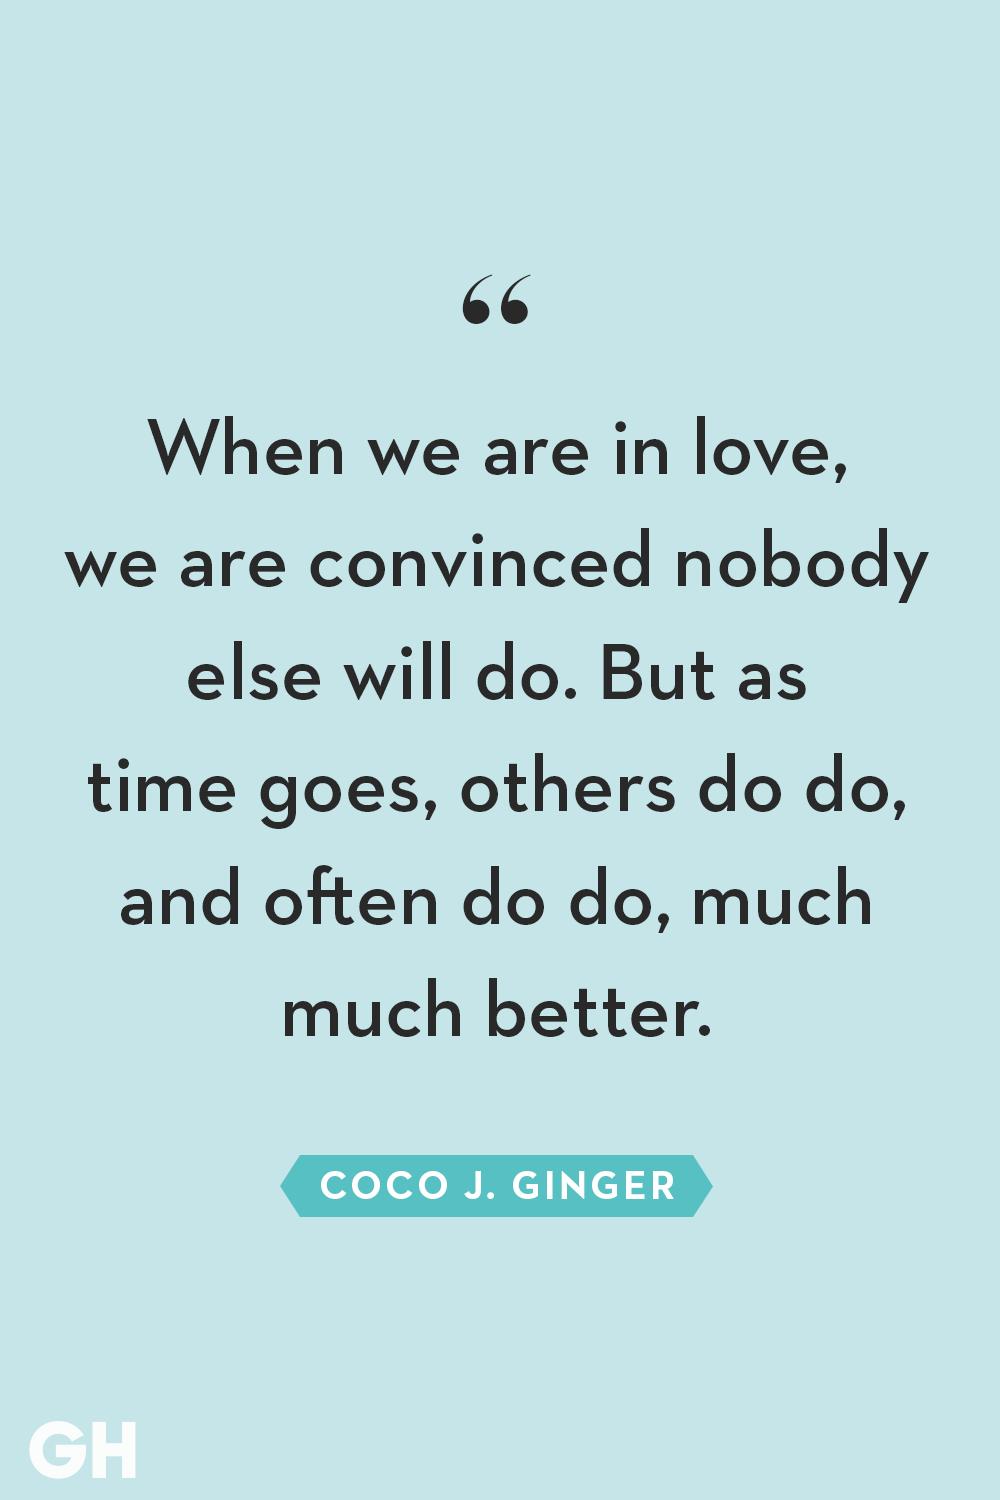 “
When we are in love,
we are convinced nobody
else will do. But as
time goes, others do do,
and often do do, much
much better.
COCO J. GINGER
GH